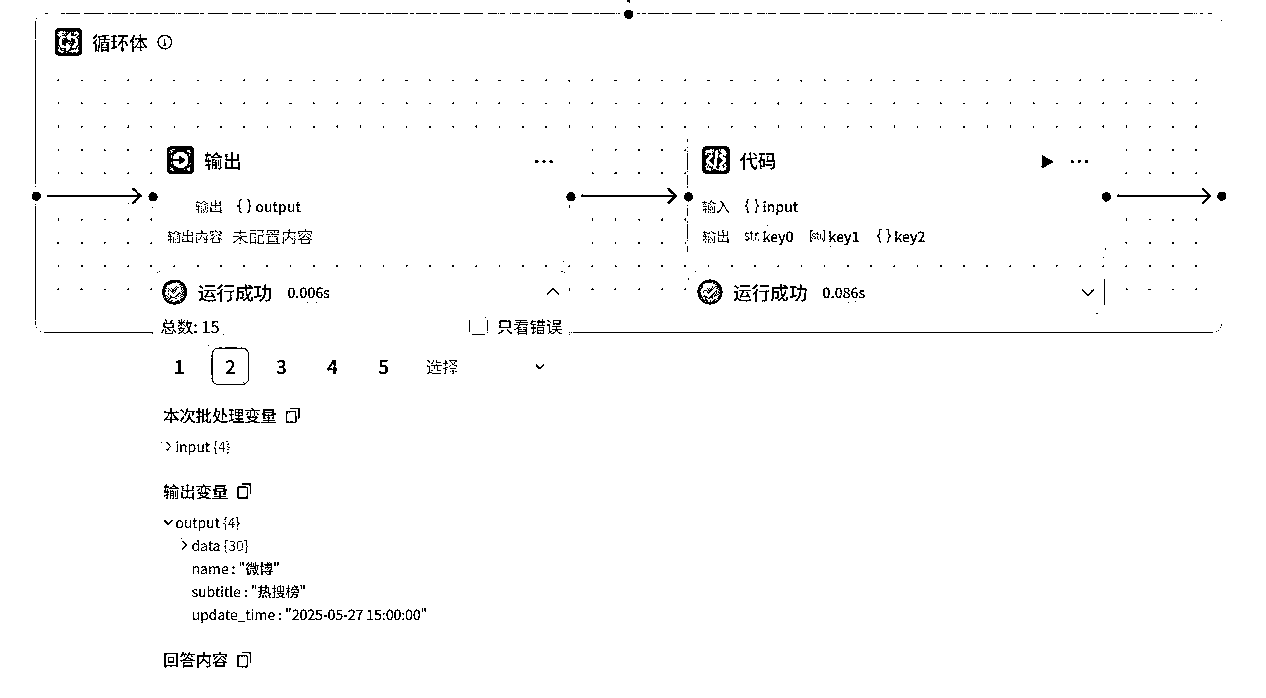 循环体
输出
输出 { } output
输出内容 未配置内容
运行成功 0.006s
总数: 15 只看错误
1 2 3 4 5 选择
本次批处理变量
input {4}
输出变量
output {4}
data [30]
name : "微博"
subtitle : "热搜榜"
update_time : "2025-05-27 15:00:00"
回答内容
代码
输入 { } input
输出 str. key0 [str] key1 { } key2
运行成功 0.086s